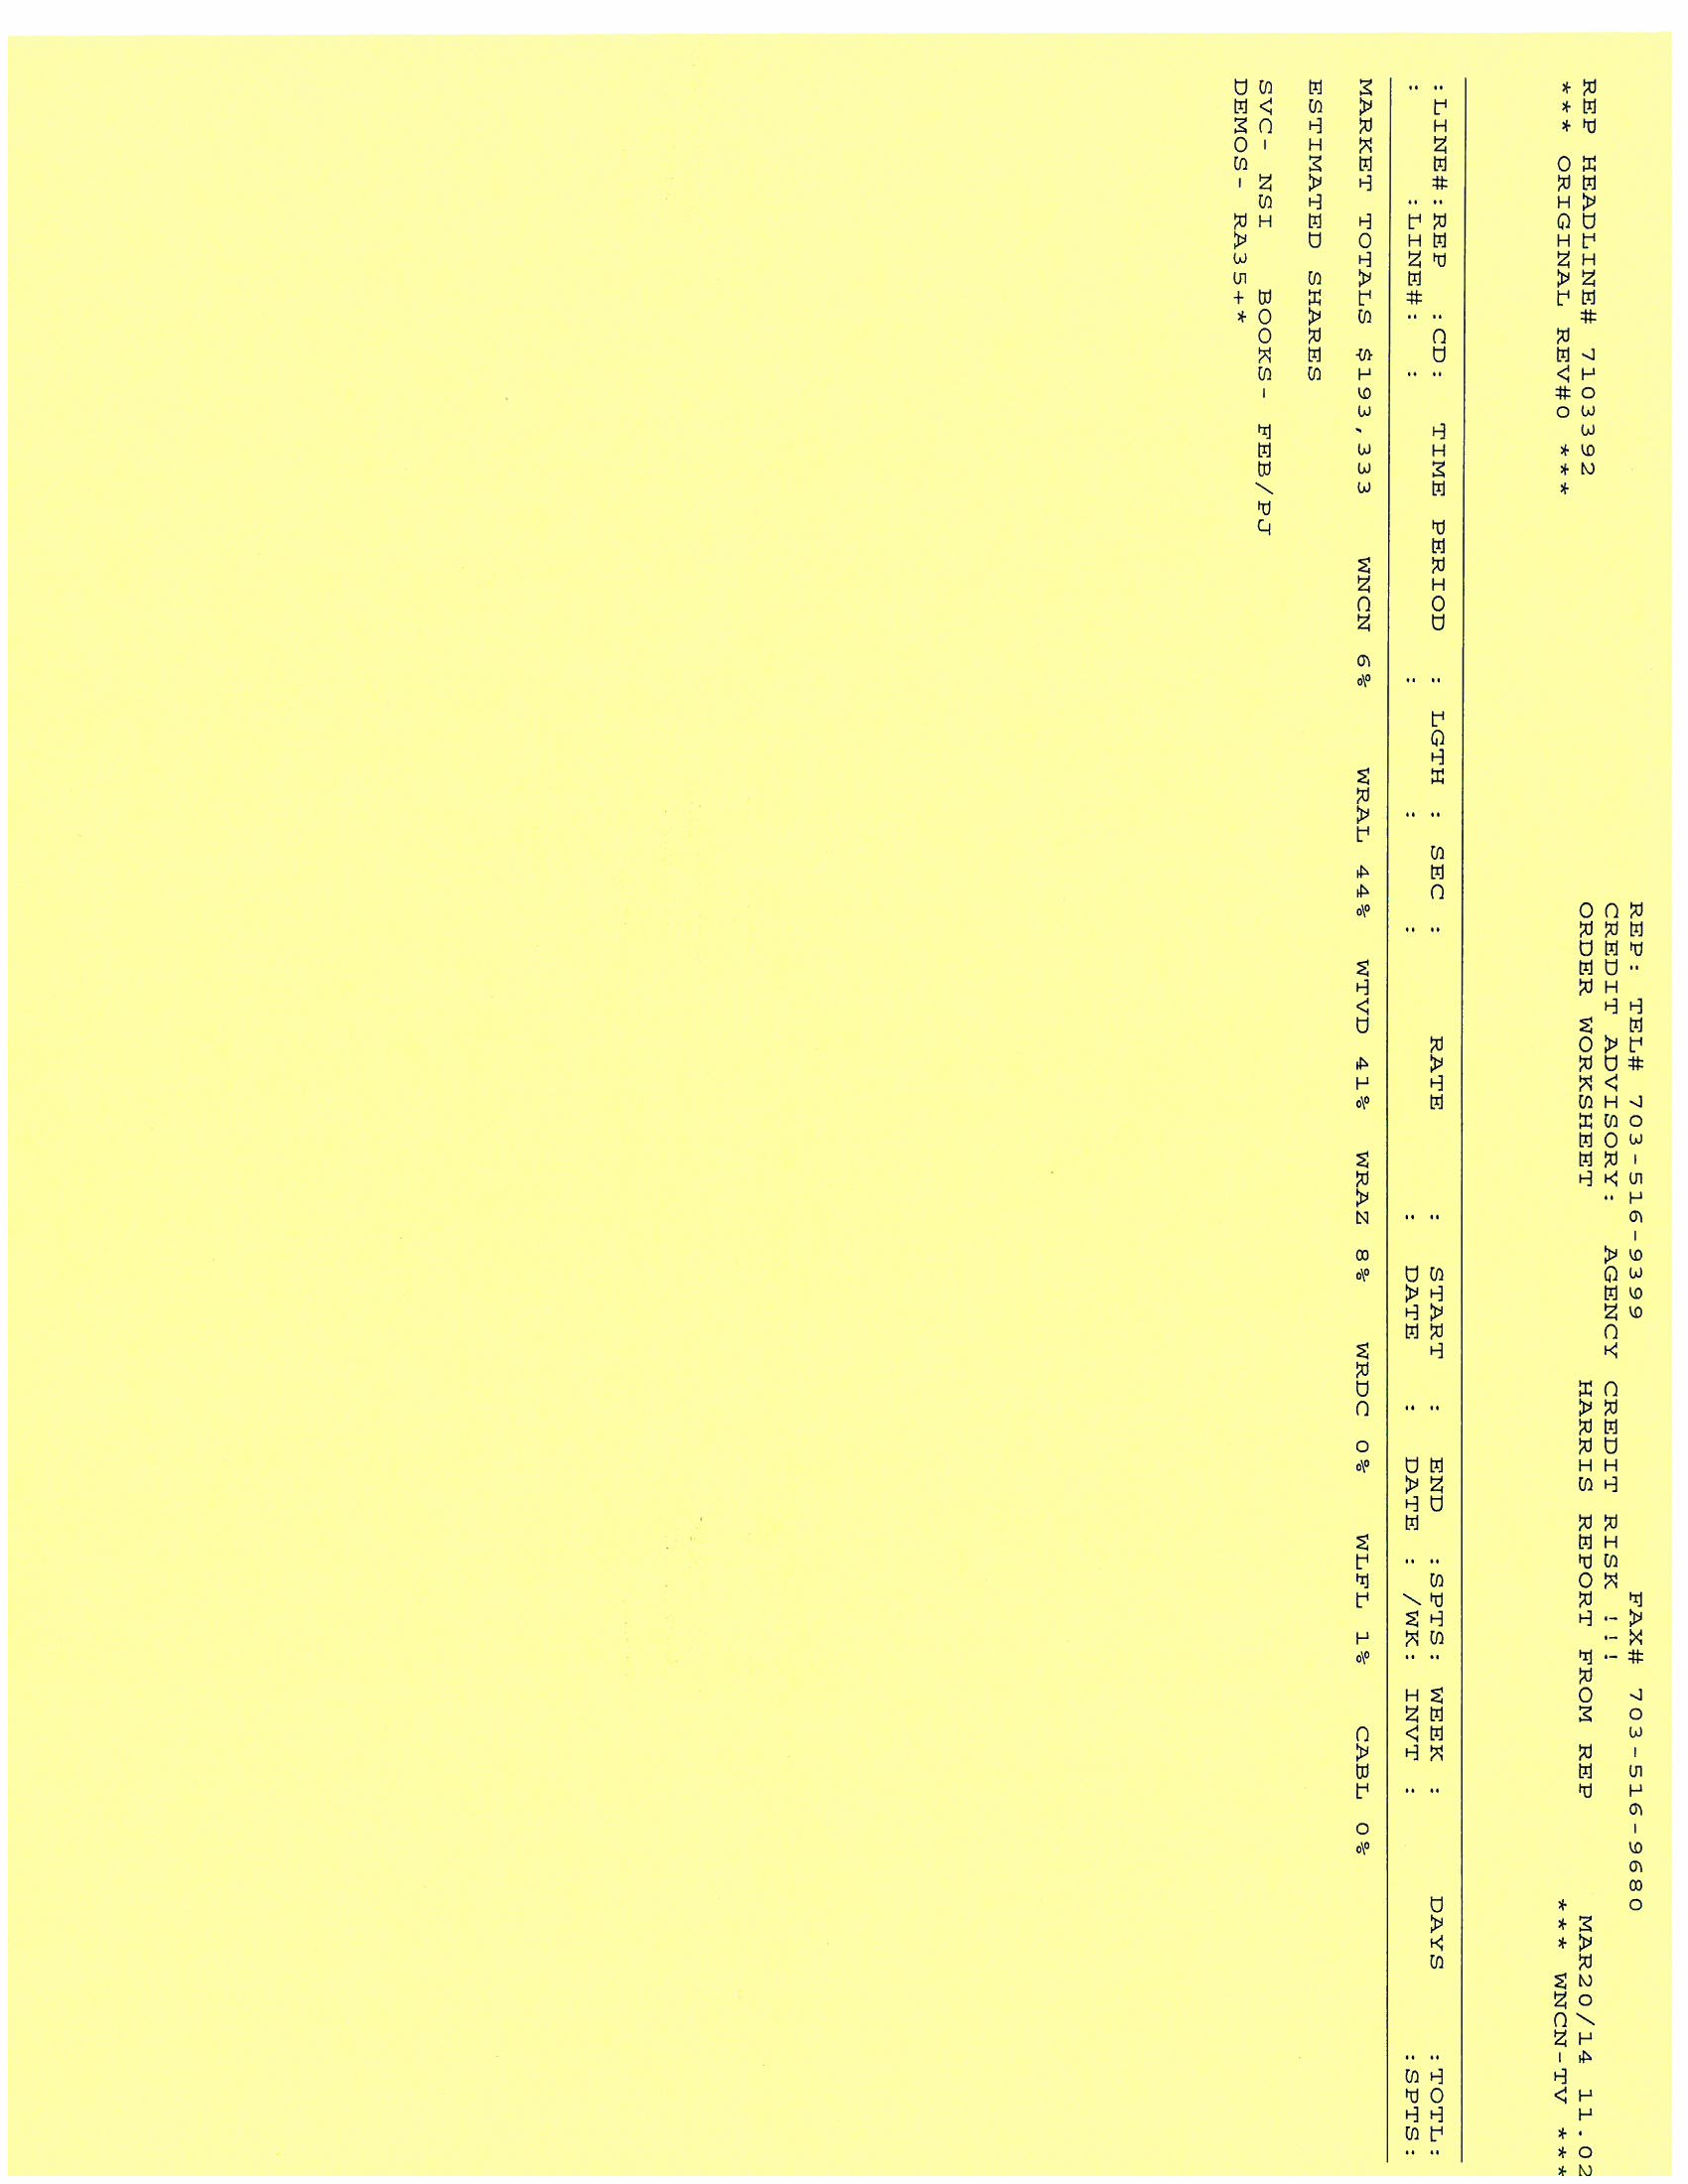 REP: TEL# 703-516-9399 FAX# 703-516-9680
CREDIT ADVISORY: AGENCY CREDIT RISK !!!
REP HEADLINE# 7103392 ORDER WORKSHEET HARRIS REPORT FROM REP MAR20/14 11.02
*** ORIGINAL REV#0 *** *** WNCN-TV ***
:LINE#:REP :CD: TIME PERIOD : LGTH : SEC : RATE : START : END :SPTS: WEEK : DAYS :TOTL:
: :LINE#: : : : : : DATE : DATE : /WK: INVT : :SPTS:
MARKET TOTALS $193,333 WNCN 6% WRAL 44% WTVD 41% WRAZ 8% WRDC 0% WLFL 1% CABL 0%
ESTIMATED SHARES
SVC- NSI BOOKS- FEB/PJ
DEMOS- RA35+*